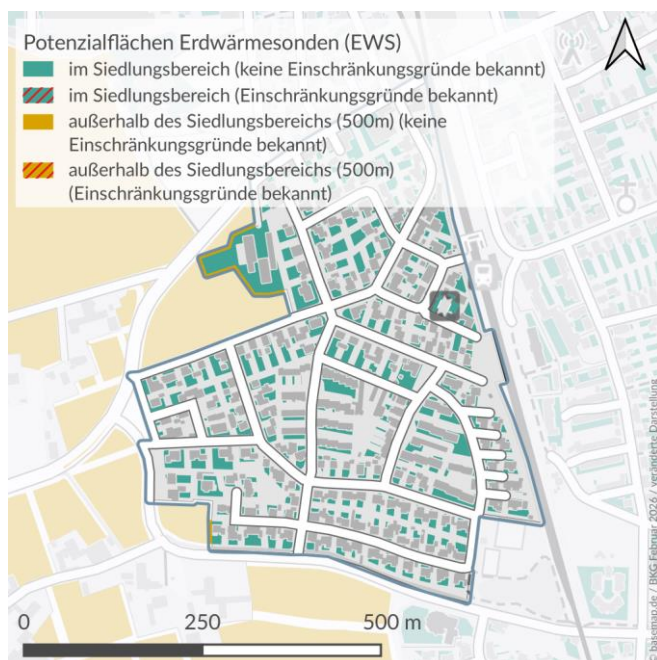 Potenzialflächen Erdwärmesonden (EWS)
im Siedlungsbereich (keine Einschränkungsgründe bekannt)
im Siedlungsbereich (Einschränkungsgründe bekannt)
außerhalb des Siedlungsbereichs (500m) (keine
Einschränkungsgründe bekannt)
außerhalb des Siedlungsbereichs (500m)
(Einschränkungsgründe bekannt)
0 250 500 m
© basemap.de / BKG Februar 2026 / veränderte Darstellung